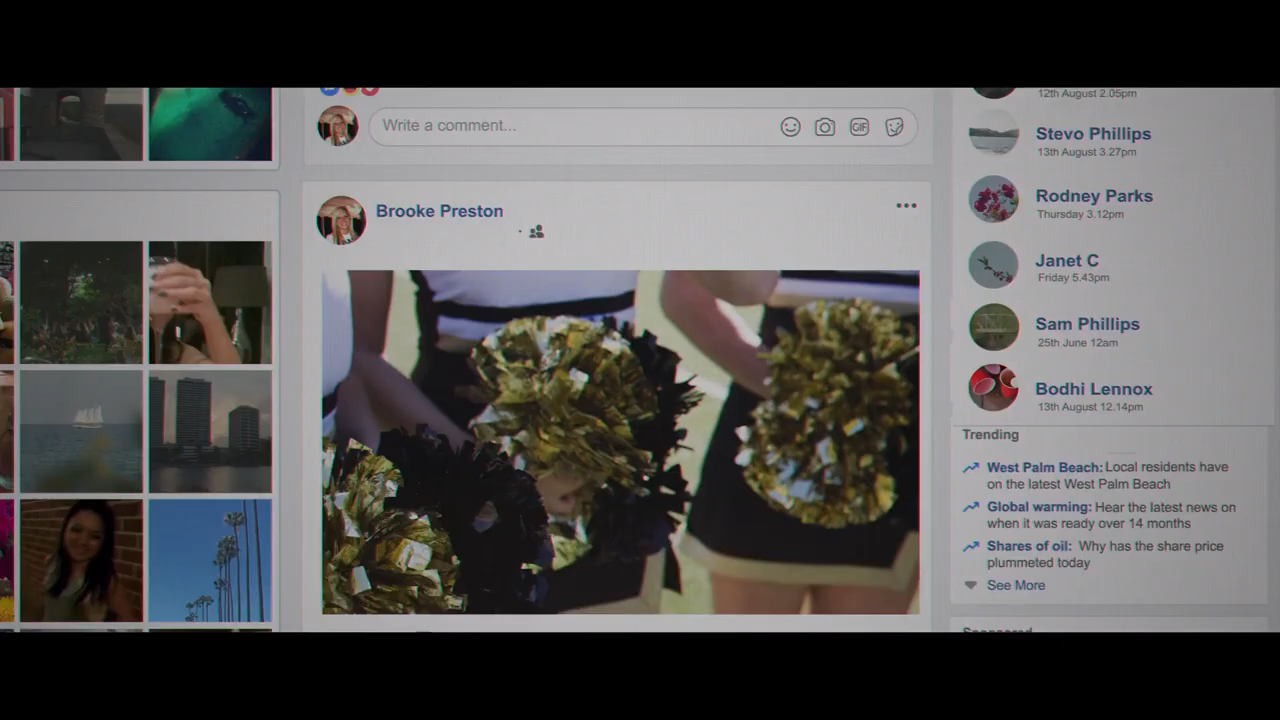 Write a comment...
GIF
Brooke Preston
12th August 2.05pm
Stevo Phillips
13th August 3.27pm
Rodney Parks
Thursday 3.12pm
Janet C
Friday 5.43pm
Sam Phillips
25th June 12am
Bodhi Lennox
13th August 12.14pm
Trending
West Palm Beach: Local residents have
on the latest West Palm Beach
Global warming: Hear the latest news on
when it was ready over 14 months
Shares of oil: Why has the share price
plummeted today
See More
Sponsored